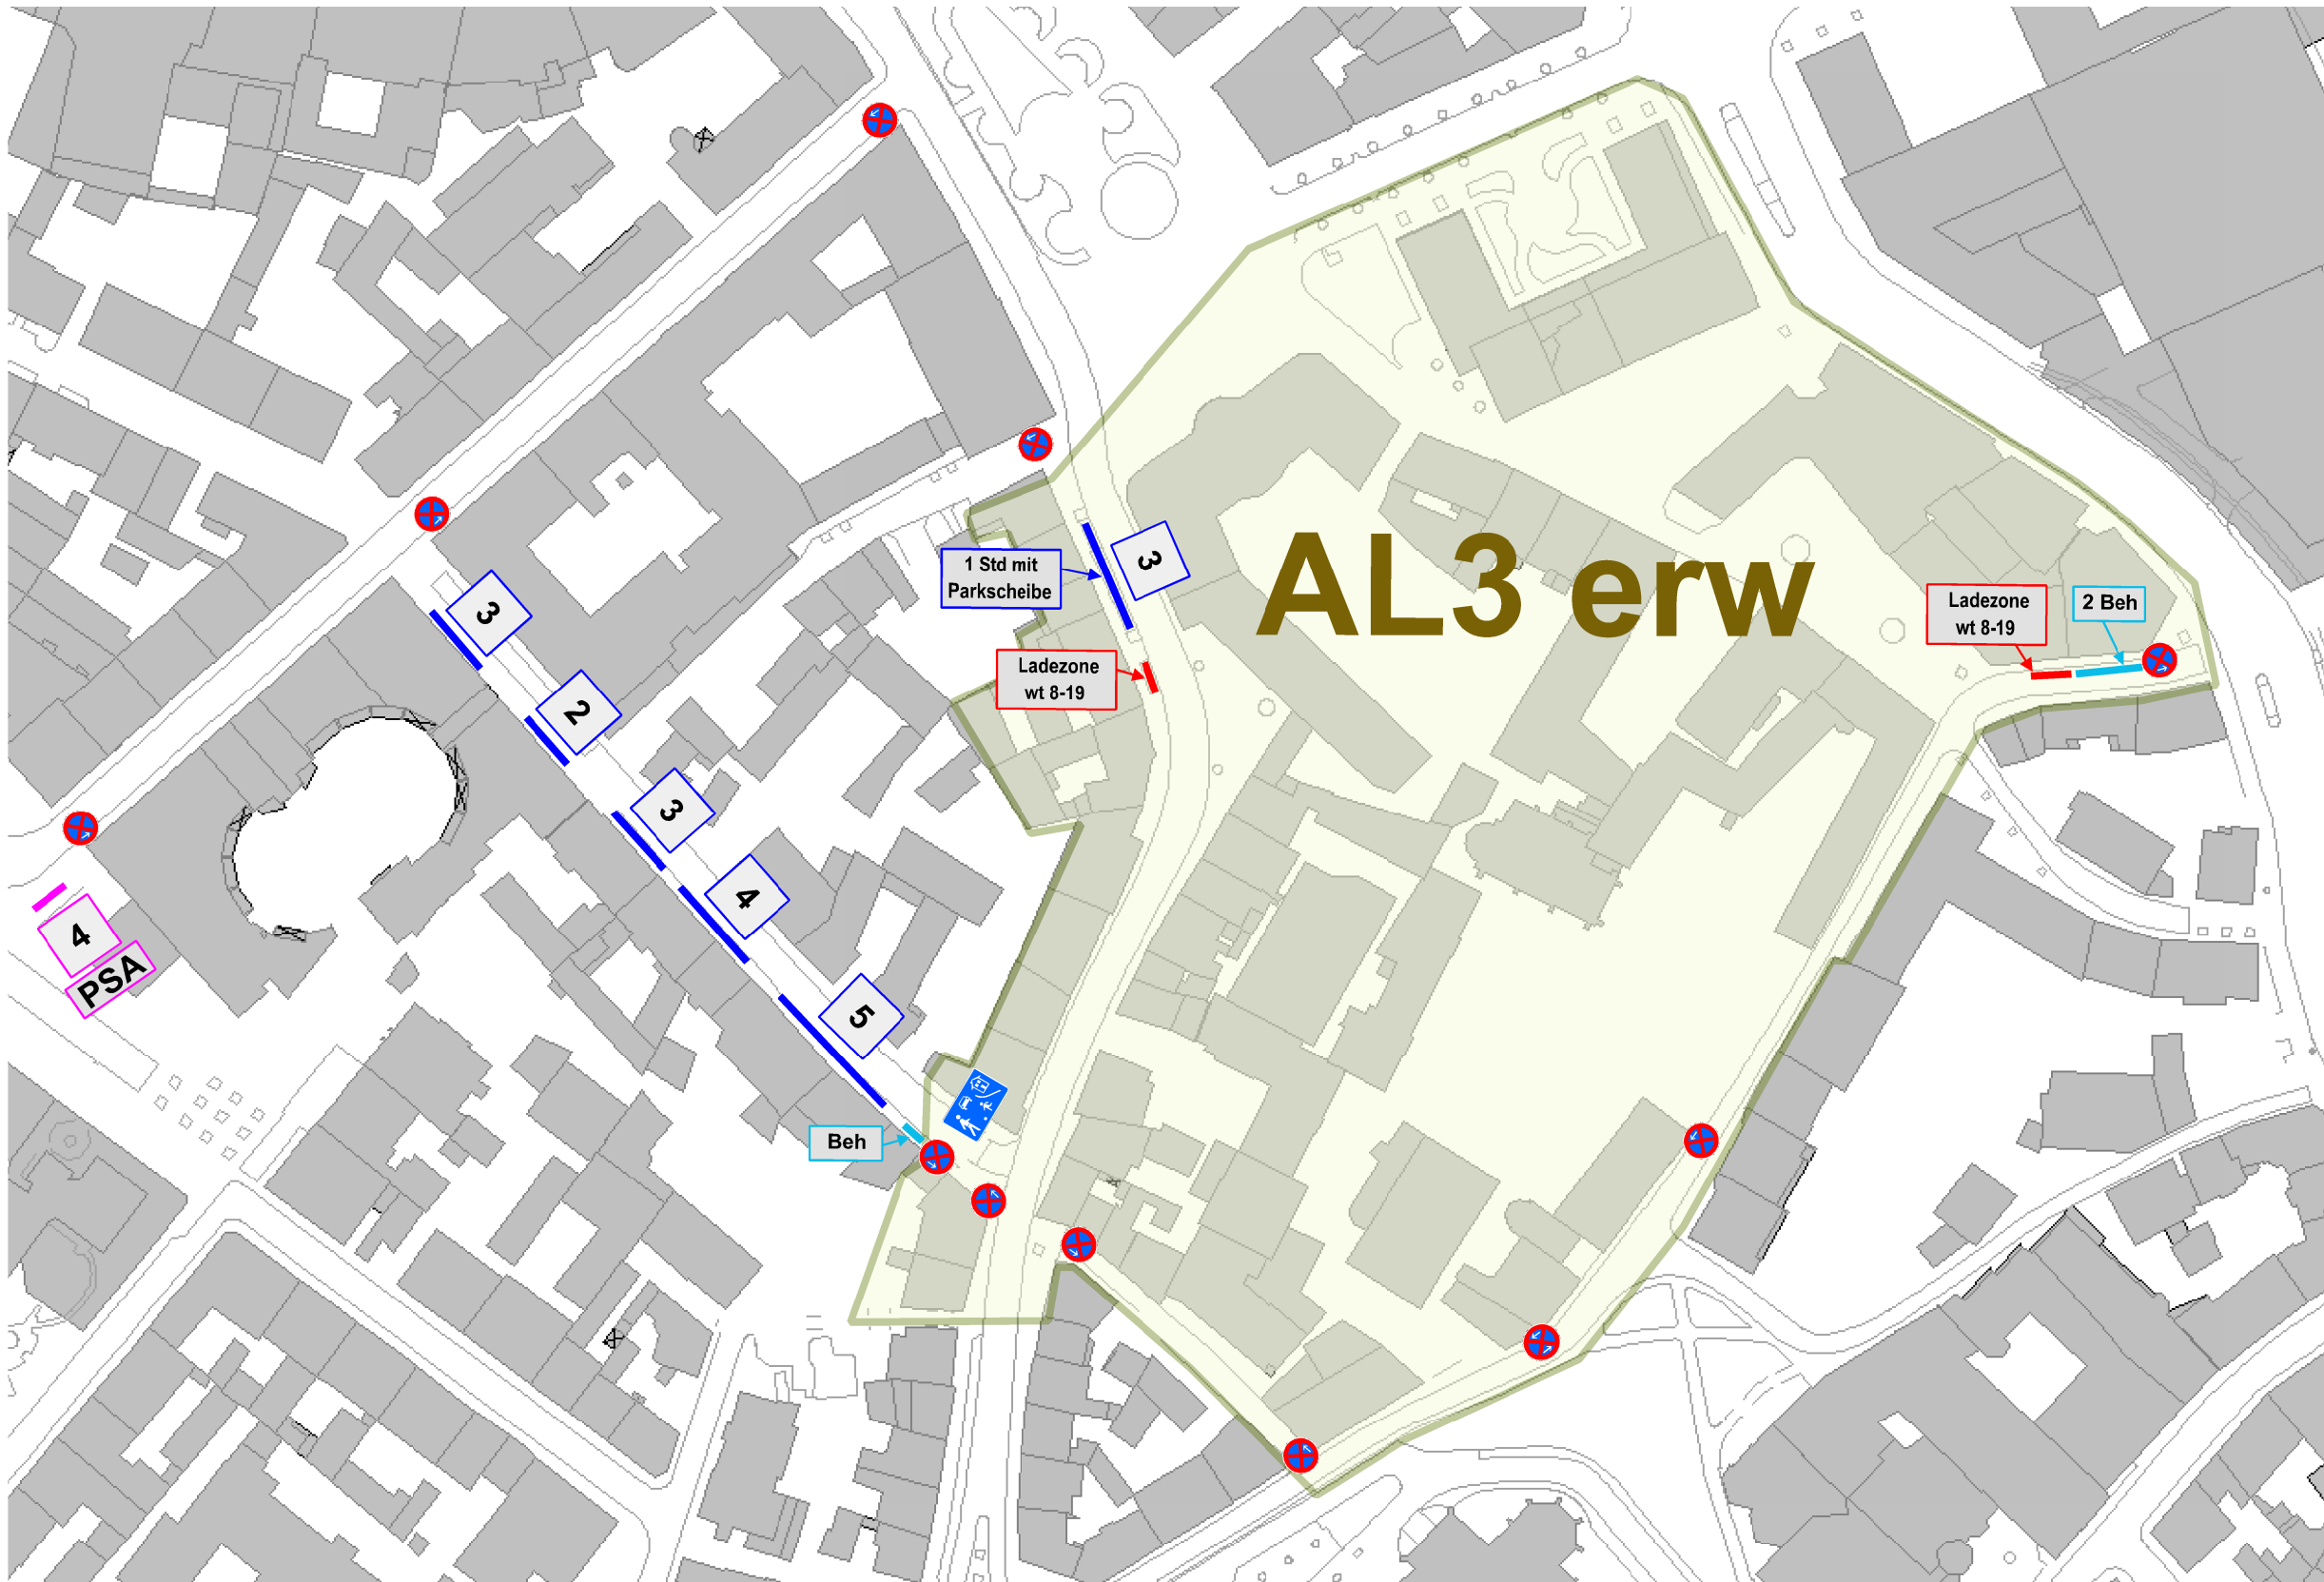 AL3 erw
1 Std mit
Parkscheibe
3
Ladezone
wt 8-19
Ladezone
wt 8-19
2 Beh
3
2
3
4
5
4
PSA
Beh